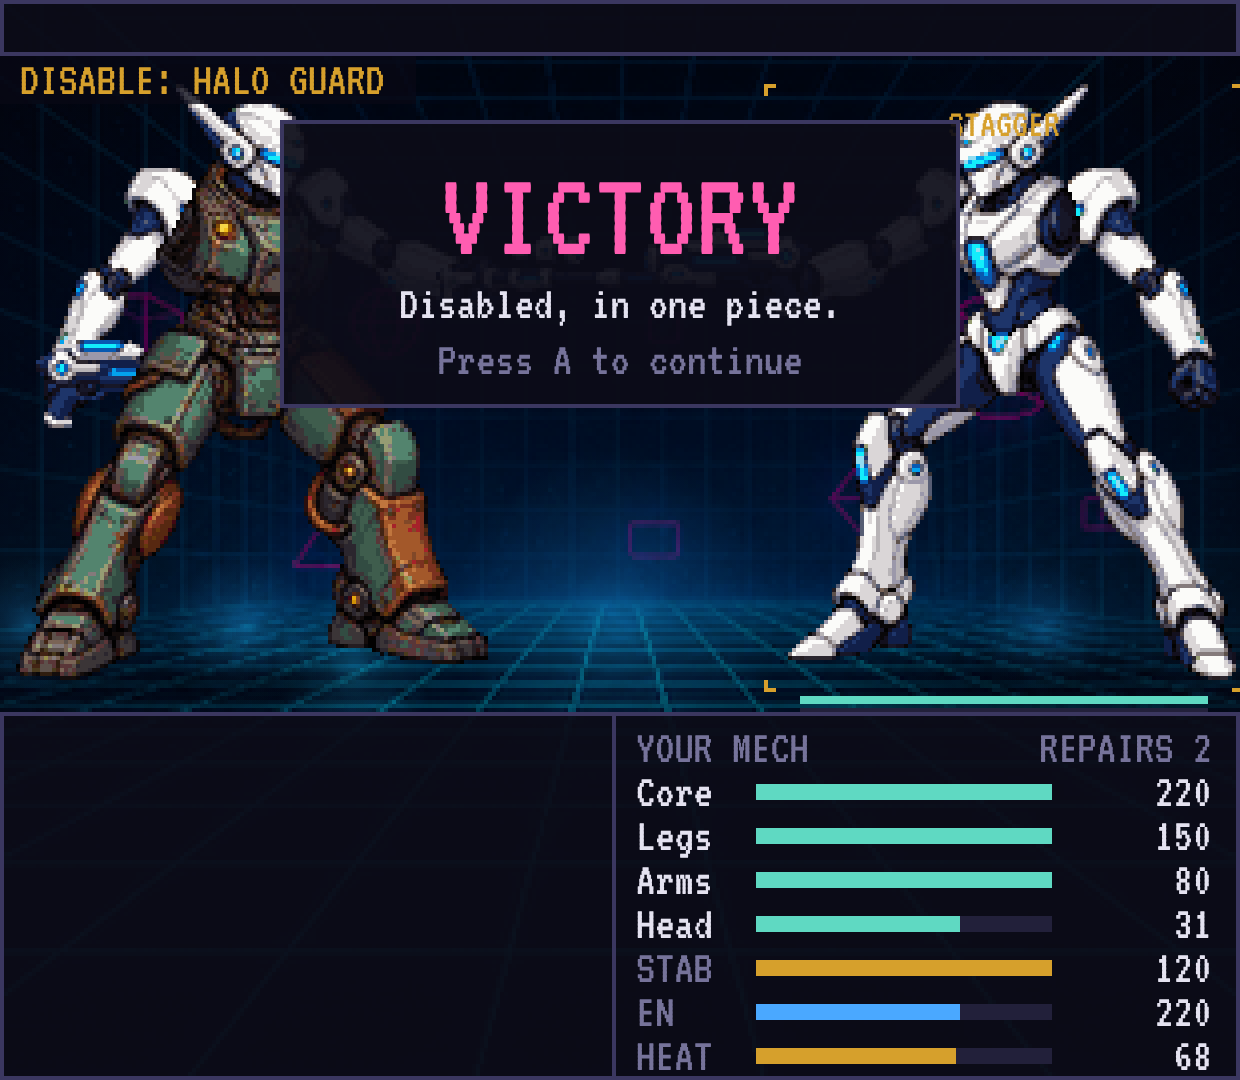 DISABLE: HALO GUARD
STAGGER
VICTORY
Disabled, in one piece.
Press A to continue
YOUR MECH REPAIRS 2
Core 220
Legs 150
Arms 80
Head 31
STAB 120
EN 220
HEAT 68